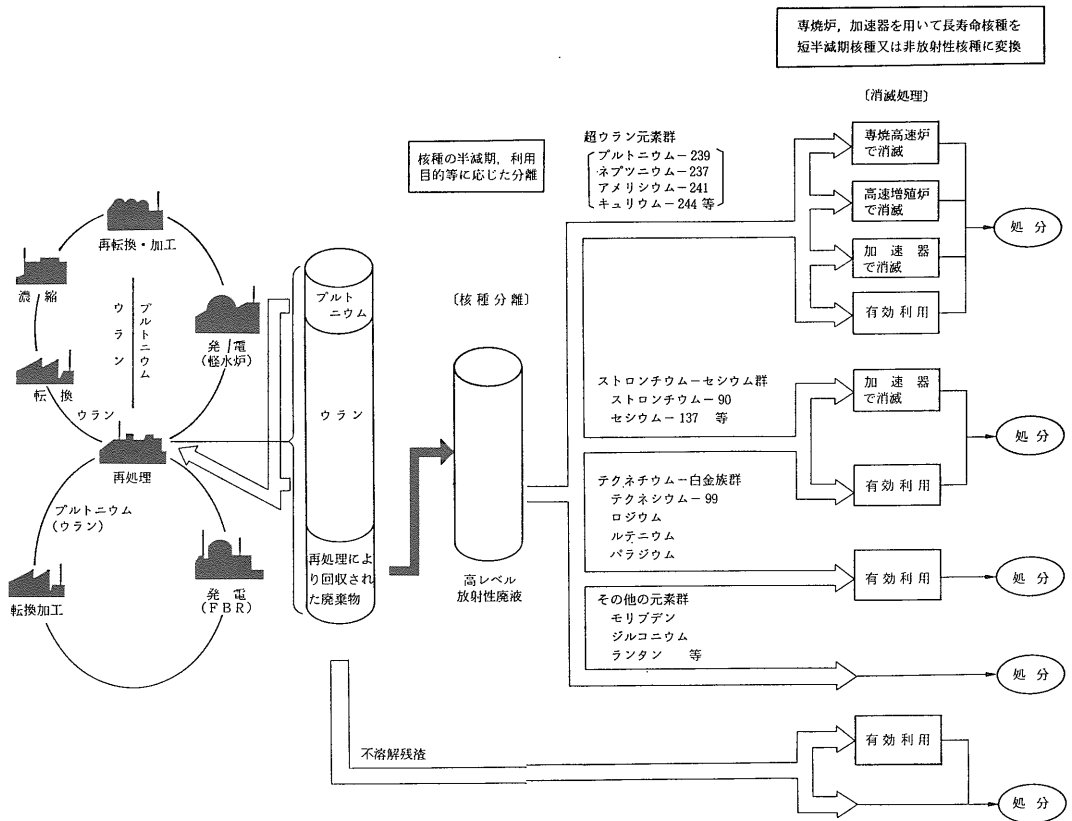 専焼炉，加速器を用いて長寿命核種を
短半減期核種又は非放射性核種に変換
〔消滅処理〕
核種の半減期，利用
目的等に応じた分離
超ウラン元素群
プルトニウム－239
ネプツニウム－237
アメリシウム－241
キュリウム－244 等
専焼高速炉
で消滅
高速増殖炉
で消滅
加速器
で消滅
有効利用
処分
再転換・加工
濃縮
ウラン
プルトニウム
発電
(軽水炉)
転換
ウラン
再処理
プルトニウム
(ウラン)
転換加工
発電
(FBR)
プルト
ニウム
ウラン
再処理によ
り回収され
た廃棄物
〔核種分離〕
高レベル
放射性廃液
ストロンチウム－セシウム群
ストロンチウム－90
セシウム－137 等
加速器
で消滅
有効利用
処分
テクネチウム－白金族群
テクネシウム－99
ロジウム
ルテニウム
パラジウム
有効利用
処分
その他の元素群
モリブデン
ジルコニウム
ランタン 等
処分
不溶解残渣
有効利用
処分